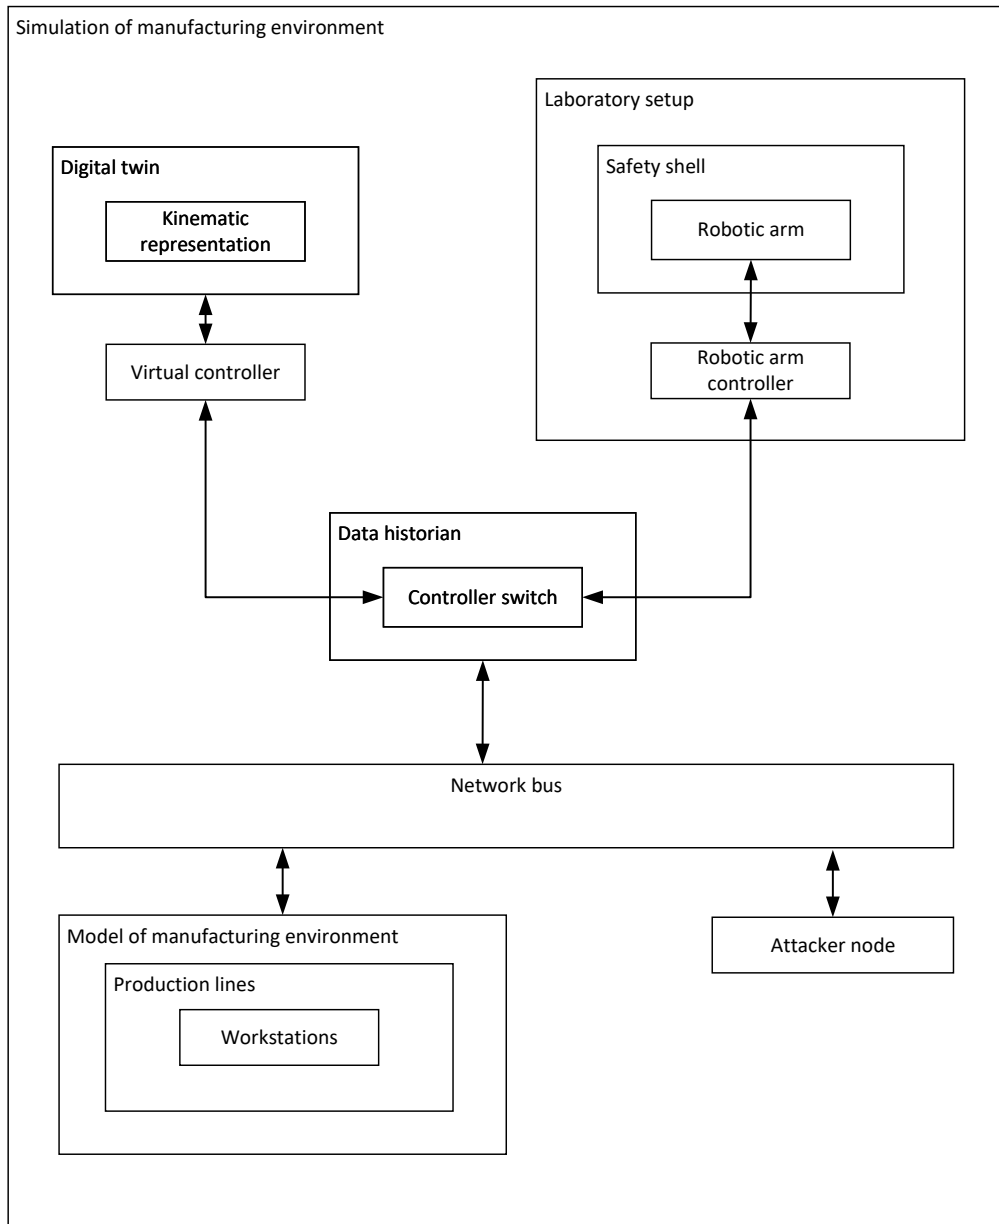 Simulation of manufacturing environment
Laboratory setup
Digital twin
Safety shell
Kinematic
representation
Robotic arm
Virtual controller
Robotic arm
controller
Data historian
Controller switch
Network bus
Model of manufacturing environment
Attacker node
Production lines
Workstations